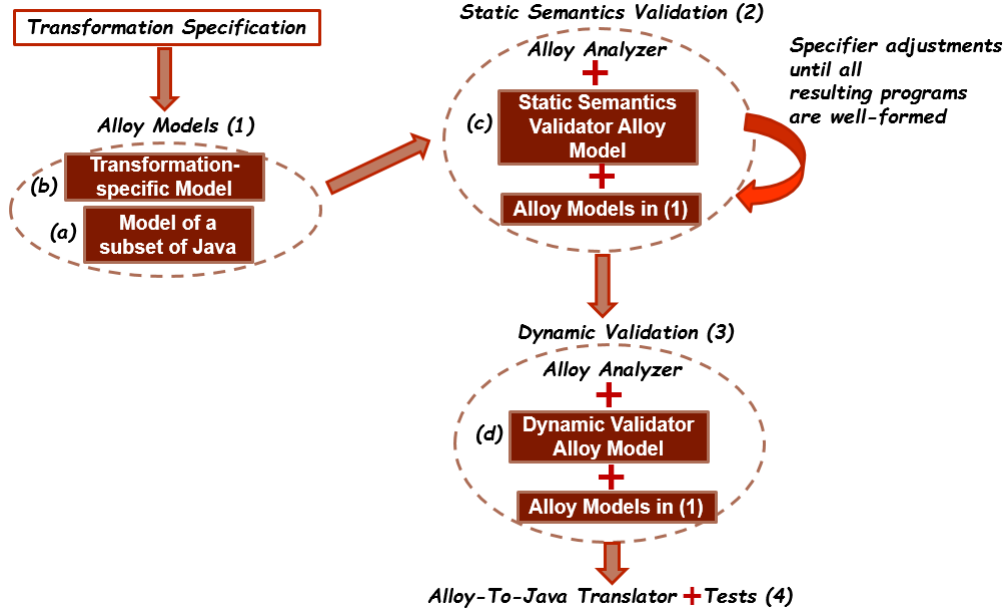 Transformation Specification
Alloy Models (1)
(b)
Transformation-
specific Model
(a)
Model of a
subset of Java
Static Semantics Validation (2)
Alloy Analyzer
+
(c)
Static Semantics
Validator Alloy
Model
+
Alloy Models in (1)
Specifier adjustments
until all
resulting programs
are well-formed
Dynamic Validation (3)
Alloy Analyzer
+
(d)
Dynamic Validator
Alloy Model
+
Alloy Models in (1)
Alloy-To-Java Translator + Tests (4)